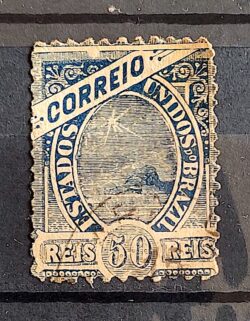 CORREIO
ESTADOS UNIDOS DO BRAZIL
REIS 50 REIS